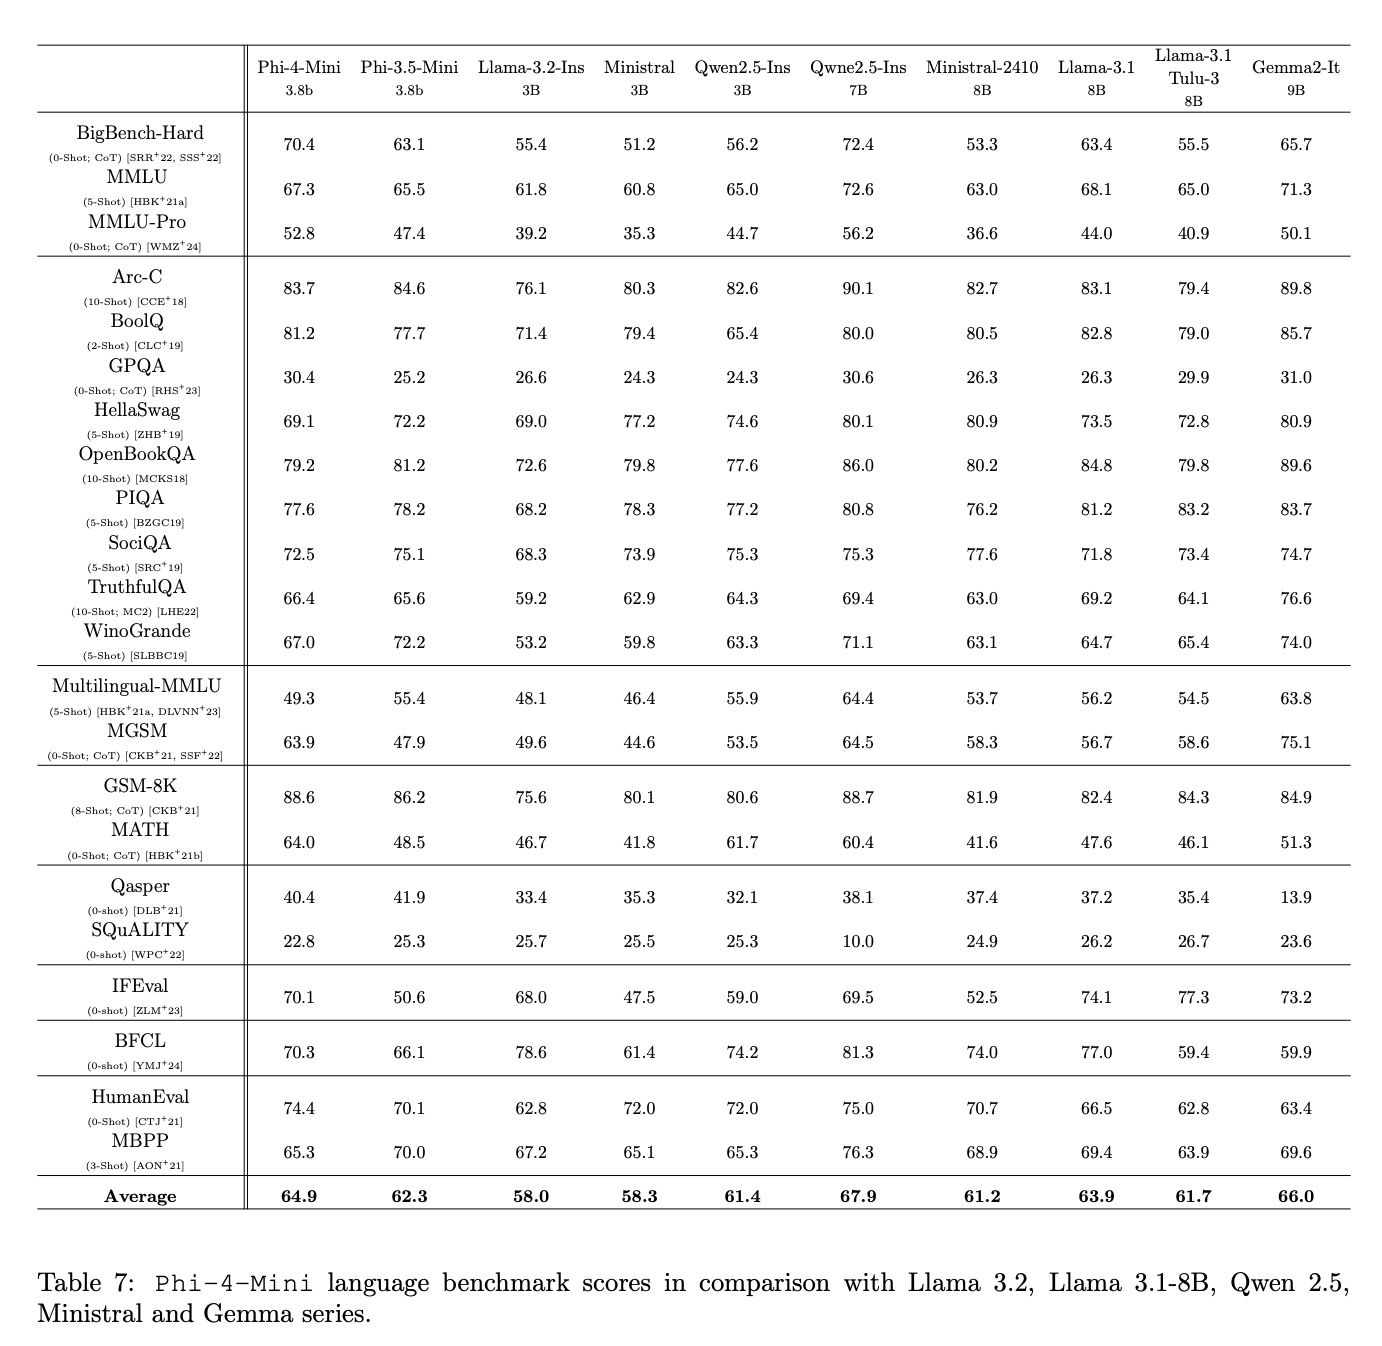 Phi-4-Mini Phi-3.5-Mini Llama-3.2-Ins Ministral Qwen2.5-Ins Qwne2.5-Ins Ministral-2410 Llama-3.1 Llama-3.1 Tulu-3 Gemma2-It
3.8b 3.8b 3B 3B 3B 7B 8B 8B 8B 9B
BigBench-Hard 70.4 63.1 55.4 51.2 56.2 72.4 53.3 63.4 55.5 65.7
(0-Shot; CoT) [SRR+22, SSS+22]
MMLU 67.3 65.5 61.8 60.8 65.0 72.6 63.0 68.1 65.0 71.3
(5-Shot) [HBK+21a]
MMLU-Pro 52.8 47.4 39.2 35.3 44.7 56.2 36.6 44.0 40.9 50.1
(0-Shot; CoT) [WMZ+24]
Arc-C 83.7 84.6 76.1 80.3 82.6 90.1 82.7 83.1 79.4 89.8
(10-Shot) [CCE+18]
BoolQ 81.2 77.7 71.4 79.4 65.4 80.0 80.5 82.8 79.0 85.7
(2-Shot) [CLC+19]
GPQA 30.4 25.2 26.6 24.3 24.3 30.6 26.3 26.3 29.9 31.0
(0-Shot; CoT) [RHS+23]
HellaSwag 69.1 72.2 69.0 77.2 74.6 80.1 80.9 73.5 72.8 80.9
(5-Shot) [ZHB+19]
OpenBookQA 79.2 81.2 72.6 79.8 77.6 86.0 80.2 84.8 79.8 89.6
(10-Shot) [MCKS18]
PIQA 77.6 78.2 68.2 78.3 77.2 80.8 76.2 81.2 83.2 83.7
(5-Shot) [BZGC19]
SociQA 72.5 75.1 68.3 73.9 75.3 75.3 77.6 71.8 73.4 74.7
(5-Shot) [SRC+19]
TruthfulQA 66.4 65.6 59.2 62.9 64.3 69.4 63.0 69.2 64.1 76.6
(10-Shot; MC2) [LHE22]
WinoGrande 67.0 72.2 53.2 59.8 63.3 71.1 63.1 64.7 65.4 74.0
(5-Shot) [SLBBC19]
Multilingual-MMLU 49.3 55.4 48.1 46.4 55.9 64.4 53.7 56.2 54.5 63.8
(5-Shot) [HBK+21a, DLVNN+23]
MGSM 63.9 47.9 49.6 44.6 53.5 64.5 58.3 56.7 58.6 75.1
(0-Shot; CoT) [CKB+21, SSF+22]
GSM-8K 88.6 86.2 75.6 80.1 80.6 88.7 81.9 82.4 84.3 84.9
(8-Shot; CoT) [CKB+21]
MATH 64.0 48.5 46.7 41.8 61.7 60.4 41.6 47.6 46.1 51.3
(0-Shot; CoT) [HBK+21b]
Qasper 40.4 41.9 33.4 35.3 32.1 38.1 37.4 37.2 35.4 13.9
(0-shot) [DLB+21]
SQuALITY 22.8 25.3 25.7 25.5 25.3 10.0 24.9 26.2 26.7 23.6
(0-shot) [WPC+22]
IFEval 70.1 50.6 68.0 47.5 59.0 69.5 52.5 74.1 77.3 73.2
(0-shot) [ZLM+23]
BFCL 70.3 66.1 78.6 61.4 74.2 81.3 74.0 77.0 59.4 59.9
(0-shot) [YMJ+24]
HumanEval 74.4 70.1 62.8 72.0 72.0 75.0 70.7 66.5 62.8 63.4
(0-Shot) [CTJ+21]
MBPP 65.3 70.0 67.2 65.1 65.3 76.3 68.9 69.4 63.9 69.6
(3-Shot) [AON+21]
Average 64.9 62.3 58.0 58.3 61.4 67.9 61.2 63.9 61.7 66.0
Table 7: Phi-4-Mini language benchmark scores in comparison with Llama 3.2, Llama 3.1-8B, Qwen 2.5,
Ministral and Gemma series.